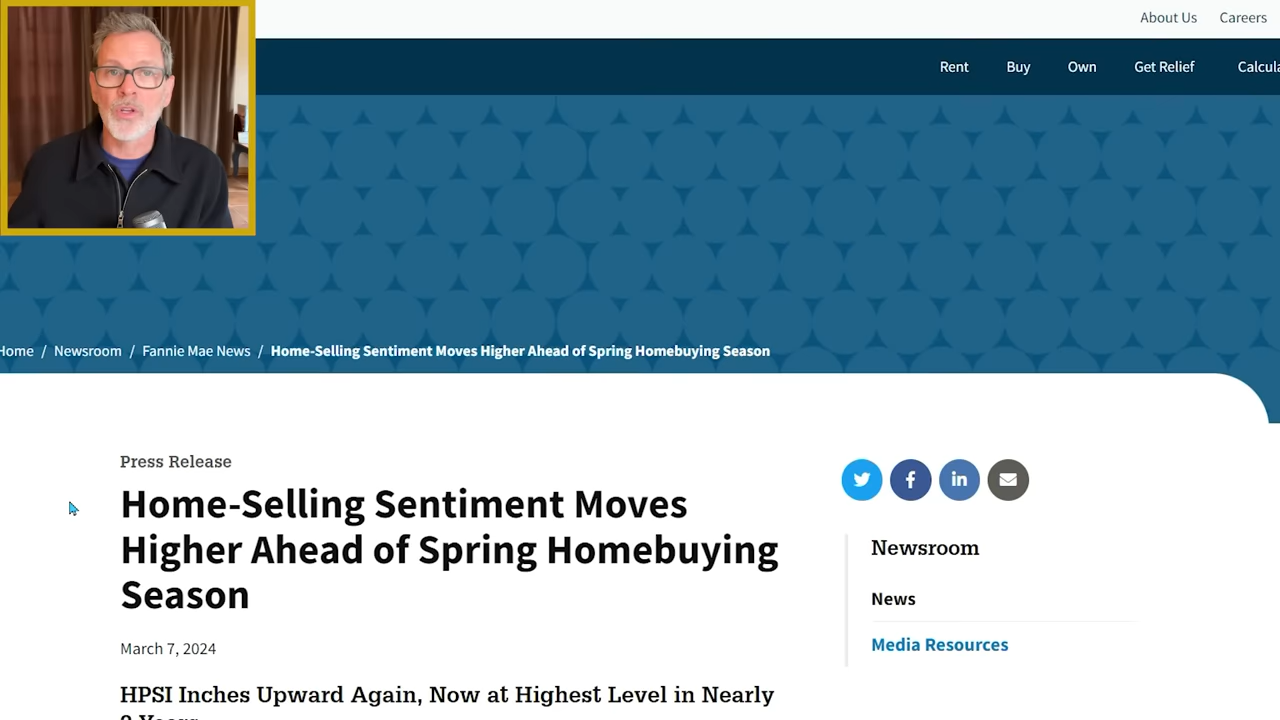 About Us Careers
Rent Buy Own Get Relief
Home / Newsroom / Fannie Mae News / Home-Selling Sentiment Moves Higher Ahead of Spring Homebuying Season
Press Release
Home-Selling Sentiment Moves
Higher Ahead of Spring Homebuying
Season
March 7, 2024
HPSI Inches Upward Again, Now at Highest Level in Nearly
Newsroom
News
Media Resources